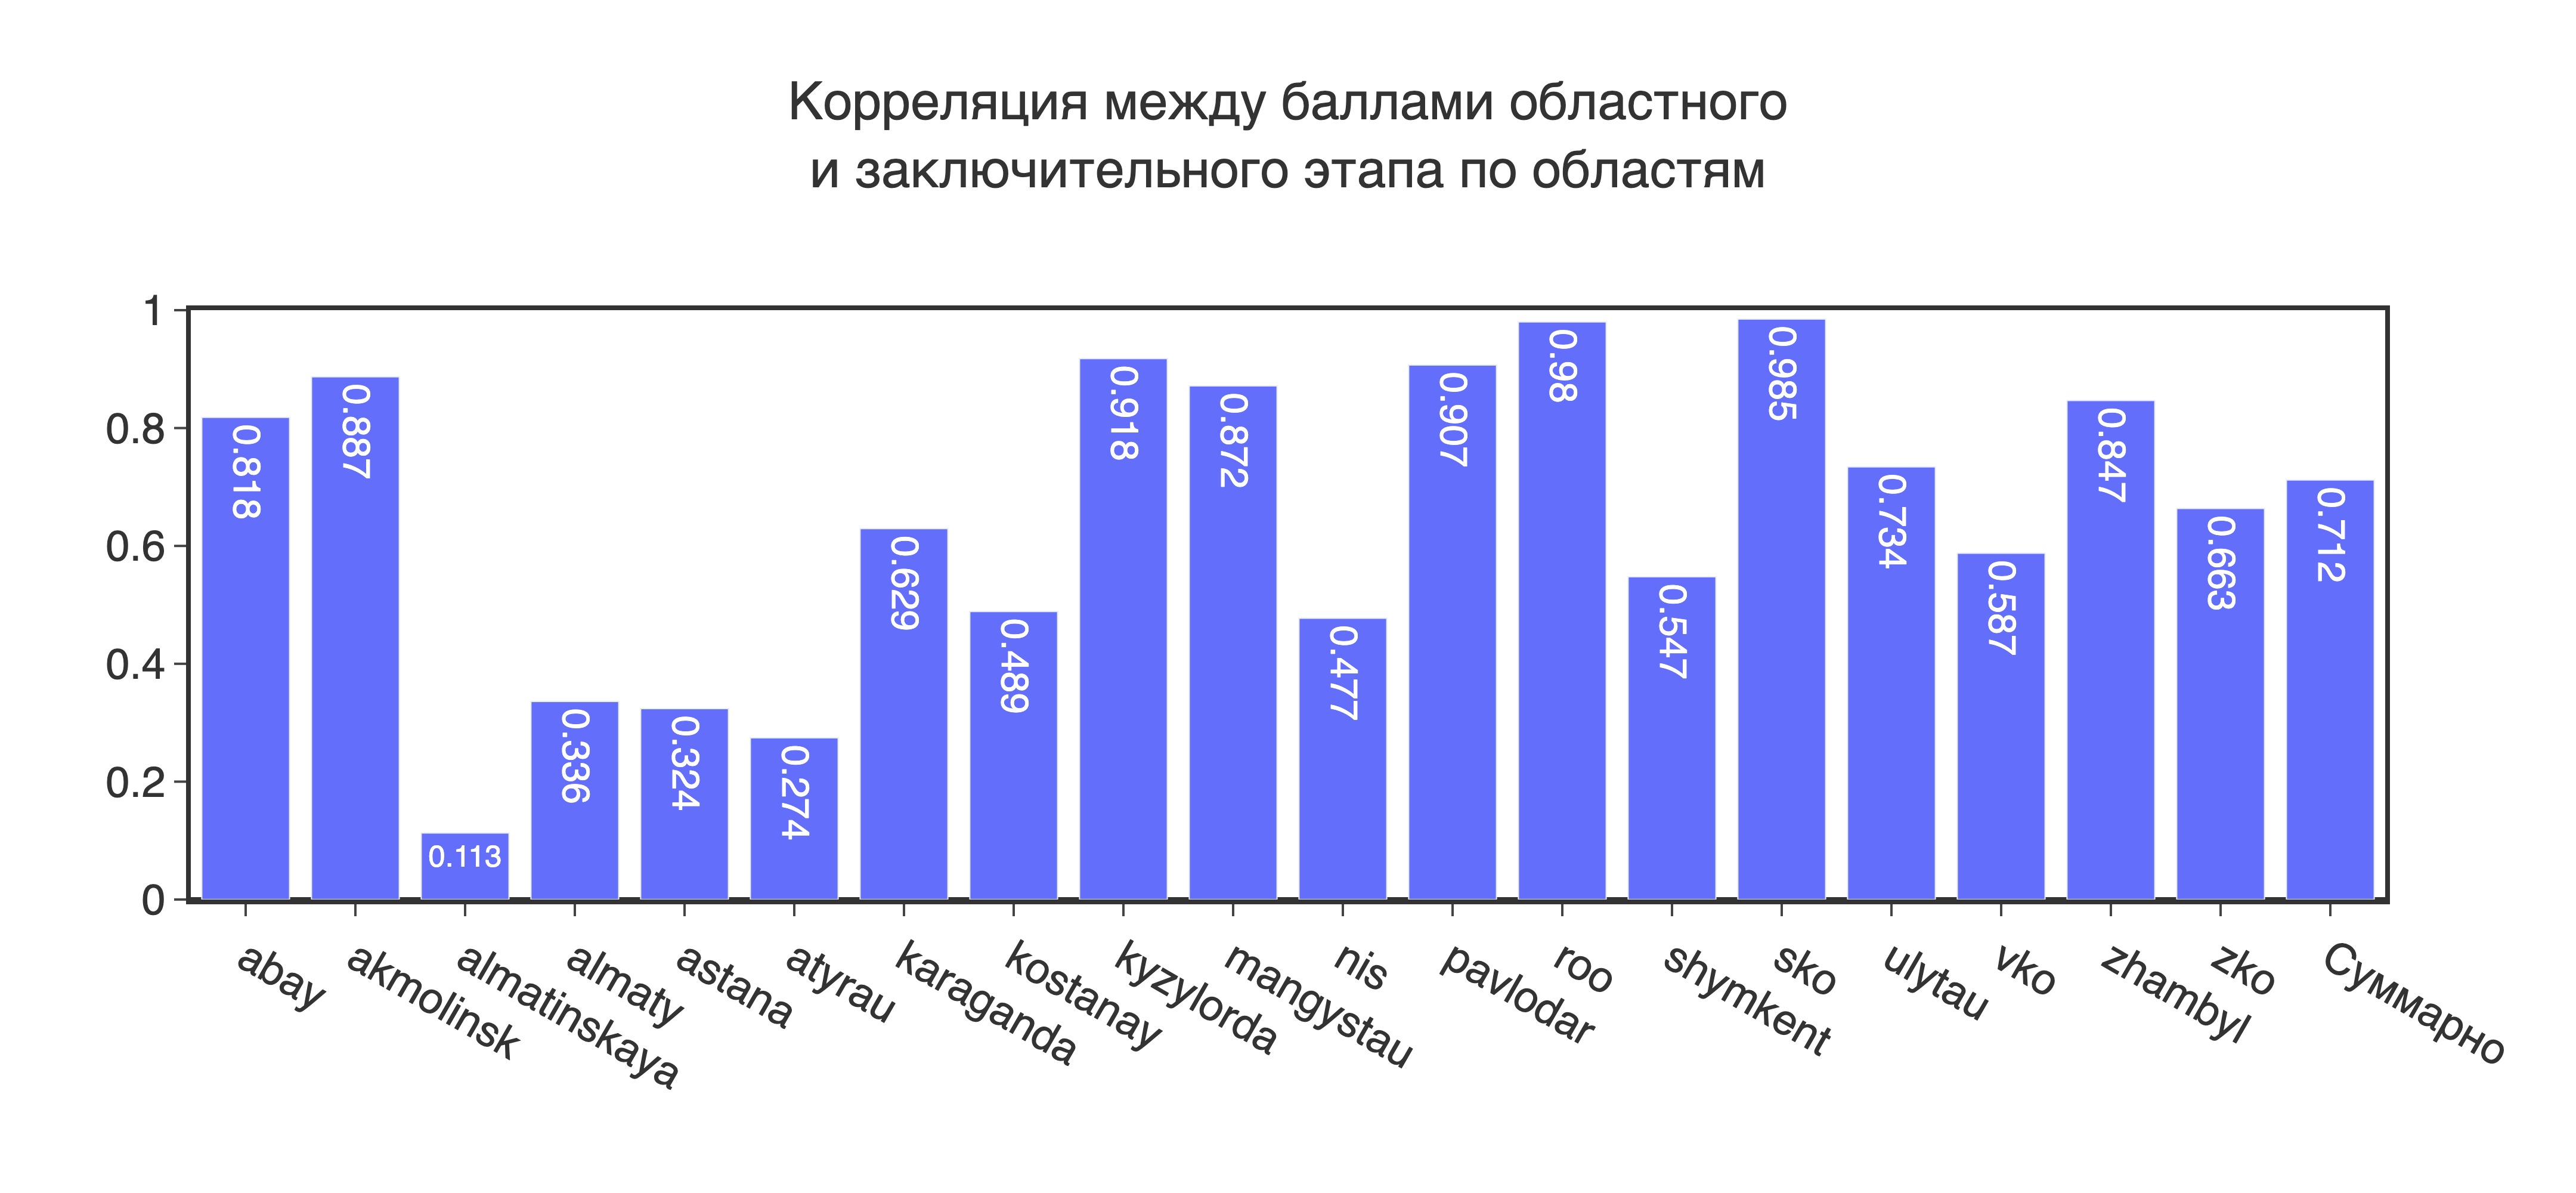 Корреляция между баллами областного
и заключительного этапа по областям
1
0.8
0.6
0.4
0.2
0
0.818
0.887
0.113
0.336
0.324
0.274
0.629
0.489
0.918
0.872
0.477
0.907
0.98
0.547
0.985
0.734
0.587
0.847
0.663
0.712
abay
akmolinsk
almatinskaya
almaty
astana
atyrau
karaganda
kostanay
kyzylorda
mangystau
nis
pavlodar
roo
shymkent
sko
ulytau
vko
zhambyl
zko
Суммарно